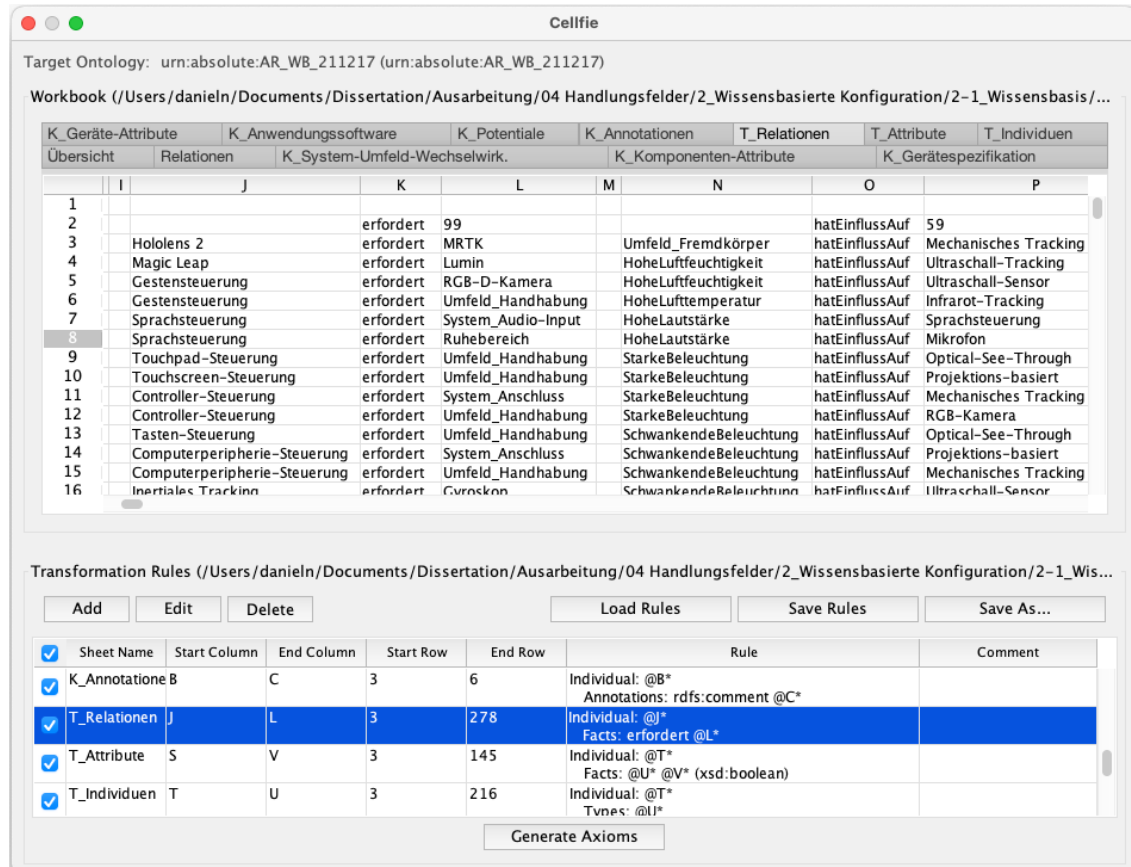 Cellfie
Target Ontology: urn:absolute:AR_WB_211217 (urn:absolute:AR_WB_211217)
Workbook (/Users/danieln/Documents/Dissertation/Ausarbeitung/04 Handlungsfelder/2_Wissensbasierte Konfiguration/2-1_Wissensbasis/...
K_Geräte-Attribute K_Anwendungssoftware K_Potentiale K_Annotationen T_Relationen T_Attribute T_Individuen
Übersicht Relationen K_System-Umfeld-Wechselwirk. K_Komponenten-Attribute K_Gerätespezifikation
I J K L M N O P
1
2 erfordert 99 hatEinflussAuf 59
3 Hololens 2 erfordert MRTK Umfeld_Fremdkörper hatEinflussAuf Mechanisches Tracking
4 Magic Leap erfordert Lumin HoheLuftfeuchtigkeit hatEinflussAuf Ultraschall-Tracking
5 Gestensteuerung erfordert RGB-D-Kamera HoheLuftfeuchtigkeit hatEinflussAuf Ultraschall-Sensor
6 Gestensteuerung erfordert Umfeld_Handhabung HoheLufttemperatur hatEinflussAuf Infrarot-Tracking
7 Sprachsteuerung erfordert System_Audio-Input HoheLautstärke hatEinflussAuf Sprachsteuerung
8 Sprachsteuerung erfordert Ruhebereich HoheLautstärke hatEinflussAuf Mikrofon
9 Touchpad-Steuerung erfordert Umfeld_Handhabung StarkeBeleuchtung hatEinflussAuf Optical-See-Through
10 Touchscreen-Steuerung erfordert Umfeld_Handhabung StarkeBeleuchtung hatEinflussAuf Projektions-basiert
11 Controller-Steuerung erfordert System_Anschluss StarkeBeleuchtung hatEinflussAuf Mechanisches Tracking
12 Controller-Steuerung erfordert Umfeld_Handhabung StarkeBeleuchtung hatEinflussAuf RGB-Kamera
13 Tasten-Steuerung erfordert Umfeld_Handhabung SchwankendeBeleuchtung hatEinflussAuf Optical-See-Through
14 Computerperipherie-Steuerung erfordert System_Anschluss SchwankendeBeleuchtung hatEinflussAuf Projektions-basiert
15 Computerperipherie-Steuerung erfordert Umfeld_Handhabung SchwankendeBeleuchtung hatEinflussAuf Mechanisches Tracking
16 Inertiales Tracking erfordert Gyroskop SchwankendeBeleuchtung hatEinflussAuf Ultraschall-Sensor
Transformation Rules (/Users/danieln/Documents/Dissertation/Ausarbeitung/04 Handlungsfelder/2_Wissensbasierte Konfiguration/2-1_Wis...
Add Edit Delete Load Rules Save Rules Save As...
Sheet Name Start Column End Column Start Row End Row Rule Comment
K_Annotatione B C 3 6 Individual: @B*
Annotations: rdfs:comment @C*
T_Relationen J L 3 278 Individual: @J*
Facts: erfordert @L*
T_Attribute S V 3 145 Individual: @T*
Facts: @U* @V* (xsd:boolean)
T_Individuen T U 3 216 Individual: @T*
Types: @U*
Generate Axioms